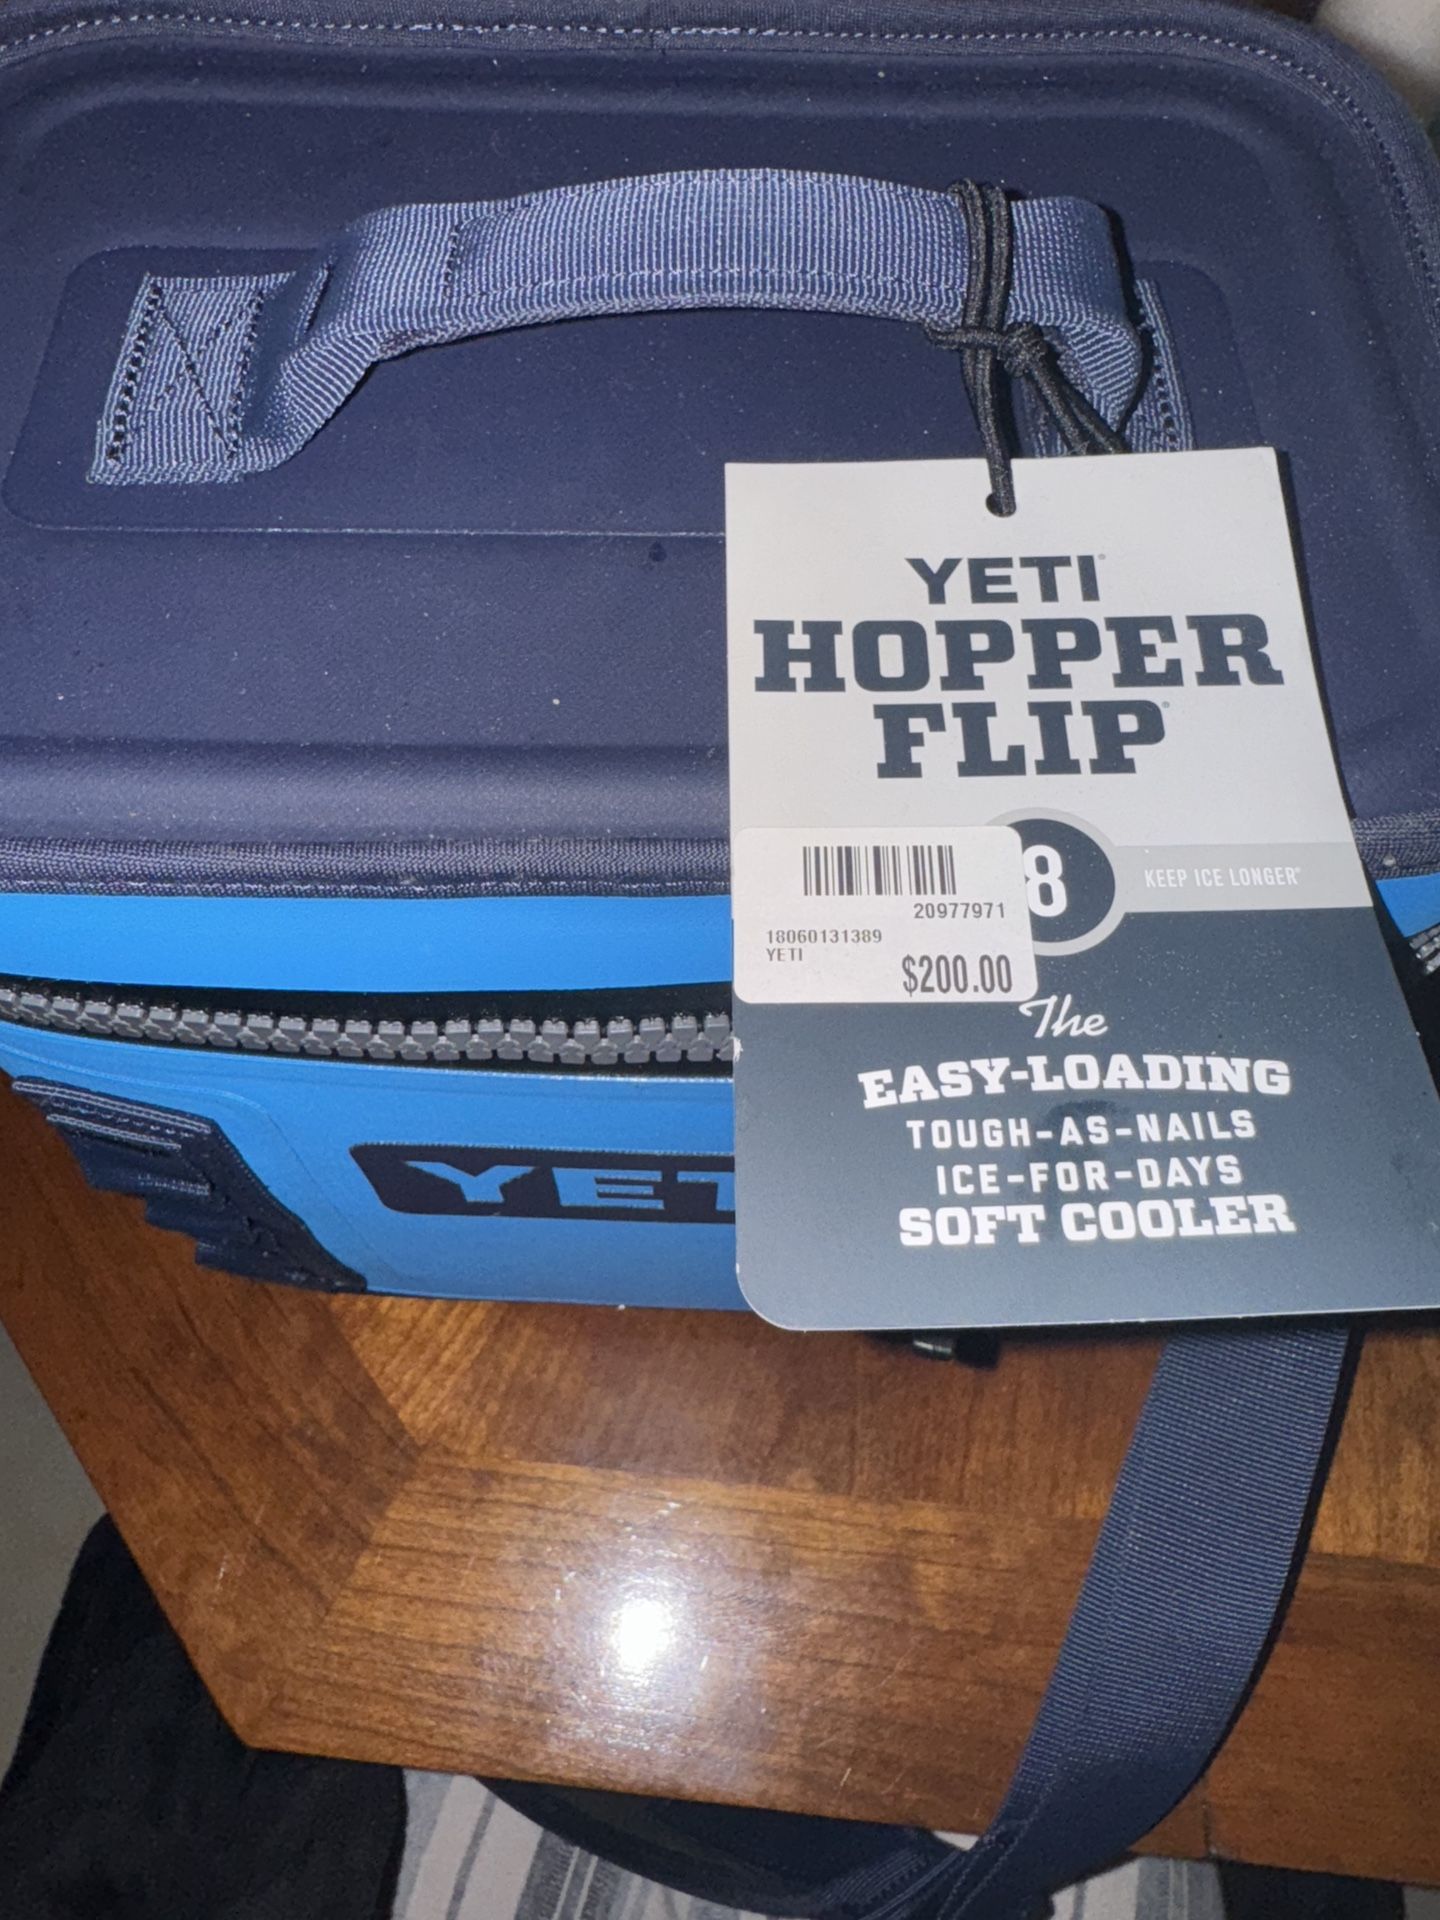 YETI
HOPPER
FLIP
8
KEEP ICE LONGER
20977971
18060131389
YETI
$200.00
The
EASY-LOADING
TOUGH-AS-NAILS
ICE-FOR-DAYS
SOFT COOLER
YET